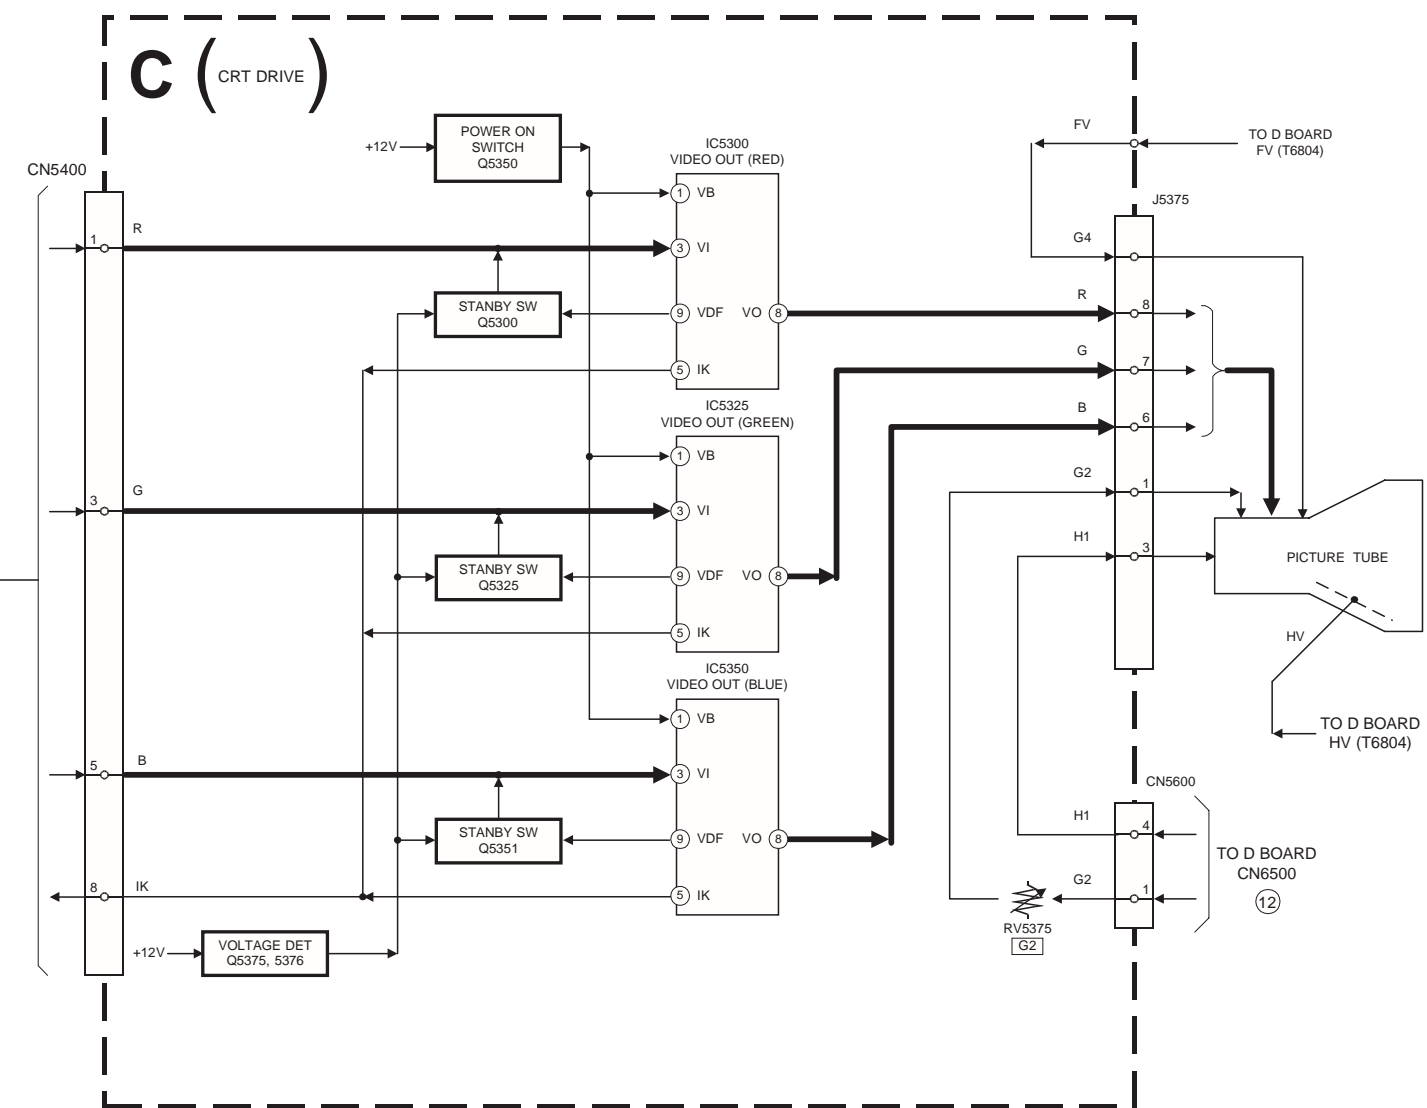 C ( CRT DRIVE )
CN5400
+12V
POWER ON
SWITCH
Q5350
IC5300
VIDEO OUT (RED)
1 VB
1
R
3 VI
STANBY SW
Q5300
9 VDF VO 8
5 IK
IC5325
VIDEO OUT (GREEN)
1 VB
3
G
3 VI
STANBY SW
Q5325
9 VDF VO 8
5 IK
IC5350
VIDEO OUT (BLUE)
1 VB
5
B
3 VI
STANBY SW
Q5351
9 VDF VO 8
8
IK
5 IK
+12V
VOLTAGE DET
Q5375, 5376
FV
TO D BOARD
FV (T6804)
J5375
G4
R
8
G
7
B
6
G2
1
H1
3
PICTURE TUBE
HV
TO D BOARD
HV (T6804)
CN5600
H1
4
G2
1
TO D BOARD
CN6500
12
RV5375
G2